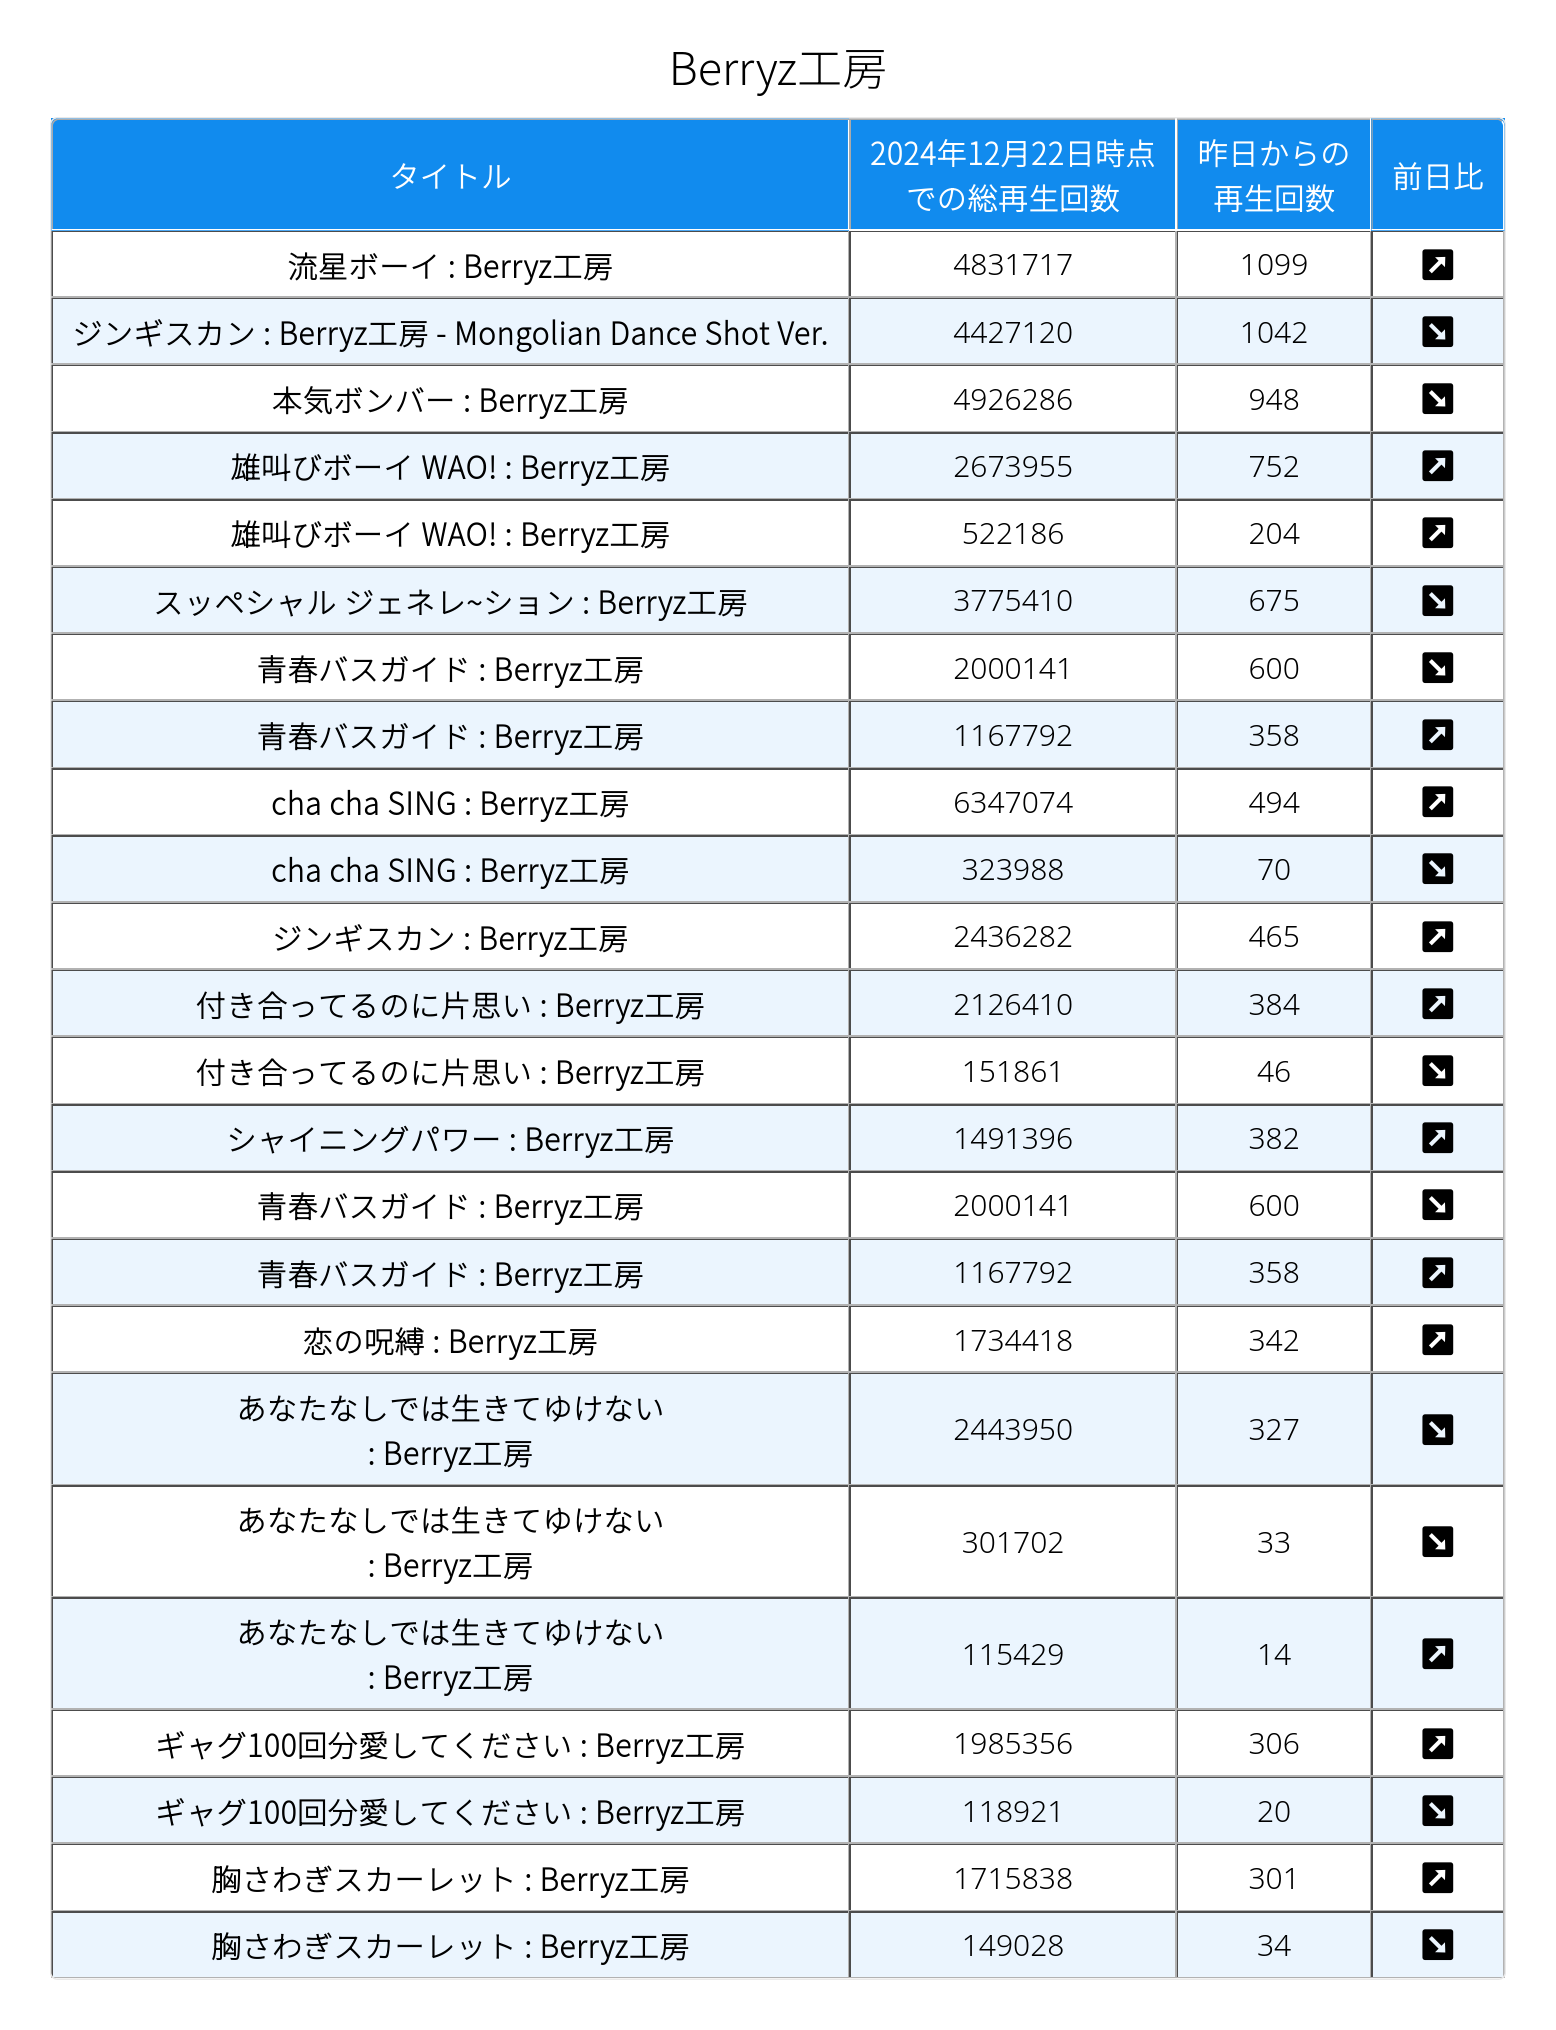 Berryz工房
タイトル
2024年12月22日時点
での総再生回数
昨日からの
再生回数
前日比
流星ボーイ : Berryz工房 4831717 1099
ジンギスカン : Berryz工房 - Mongolian Dance Shot Ver. 4427120 1042
本気ボンバー : Berryz工房 4926286 948
雄叫びボーイ WAO! : Berryz工房 2673955 752
雄叫びボーイ WAO! : Berryz工房 522186 204
スッペシャル ジェネレ~ション : Berryz工房 3775410 675
青春バスガイド : Berryz工房 2000141 600
青春バスガイド : Berryz工房 1167792 358
cha cha SING : Berryz工房 6347074 494
cha cha SING : Berryz工房 323988 70
ジンギスカン : Berryz工房 2436282 465
付き合ってるのに片思い : Berryz工房 2126410 384
付き合ってるのに片思い : Berryz工房 151861 46
シャイニングパワー : Berryz工房 1491396 382
青春バスガイド : Berryz工房 2000141 600
青春バスガイド : Berryz工房 1167792 358
恋の呪縛 : Berryz工房 1734418 342
あなたなしでは生きてゆけない
: Berryz工房 2443950 327
あなたなしでは生きてゆけない
: Berryz工房 301702 33
あなたなしでは生きてゆけない
: Berryz工房 115429 14
ギャグ100回分愛してください : Berryz工房 1985356 306
ギャグ100回分愛してください : Berryz工房 118921 20
胸さわぎスカーレット : Berryz工房 1715838 301
胸さわぎスカーレット : Berryz工房 149028 34